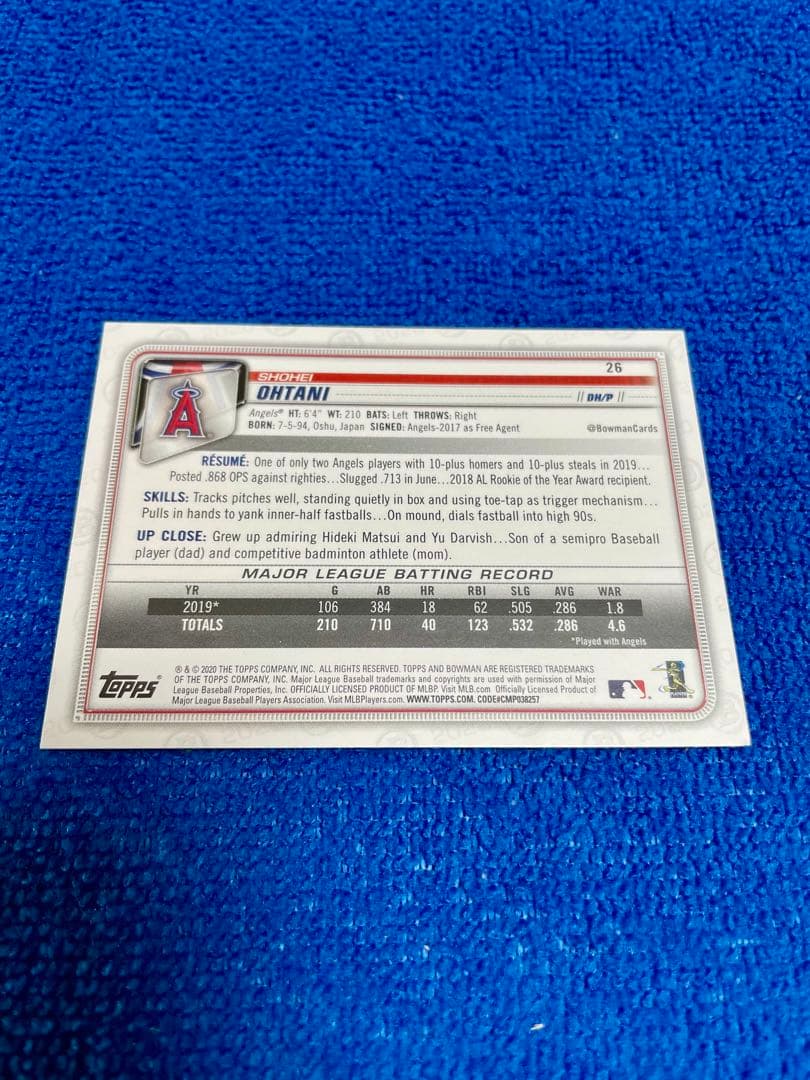 26
SHOHEI
OHTANI
// DH/P //
Angels® HT: 6'4" WT: 210 BATS: Left THROWS: Right
BORN: 7-5-94, Oshu, Japan SIGNED: Angels-2017 as Free Agent
@BowmanCards
RÉSUMÉ: One of only two Angels players with 10-plus homers and 10-plus steals in 2019...
Posted .868 OPS against righties...Slugged .713 in June...2018 AL Rookie of the Year Award recipient.
SKILLS: Tracks pitches well, standing quietly in box and using toe-tap as trigger mechanism...
Pulls in hands to yank inner-half fastballs...On mound, dials fastball into high 90s.
UP CLOSE: Grew up admiring Hideki Matsui and Yu Darvish...Son of a semipro Baseball
player (dad) and competitive badminton athlete (mom).
MAJOR LEAGUE BATTING RECORD
YR G AB HR RBI SLG AVG WAR
2019* 106 384 18 62 .505 .286 1.8
TOTALS 210 710 40 123 .532 .286 4.6
*Played with Angels
Topps®
® & © 2020 THE TOPPS COMPANY, INC. ALL RIGHTS RESERVED. TOPPS AND BOWMAN ARE REGISTERED TRADEMARKS
OF THE TOPPS COMPANY, INC. Major League Baseball trademarks and copyrights are used with permission of Major
League Baseball Properties, Inc. OFFICIALLY LICENSED PRODUCT OF MLBP. Visit MLB.com Officially Licensed Product of
Major League Baseball Players Association. Visit MLBPlayers.com. WWW.TOPPS.COM. CODE#CMP038257